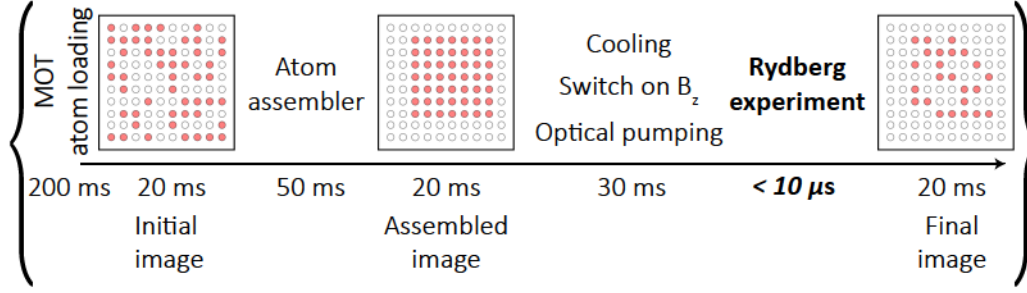 MOT
atom loading
Atom
assembler
Cooling
Switch on B_z
Optical pumping
Rydberg
experiment
200 ms 20 ms 50 ms 20 ms 30 ms < 10 μs 20 ms
Initial
image
Assembled
image
Final
image